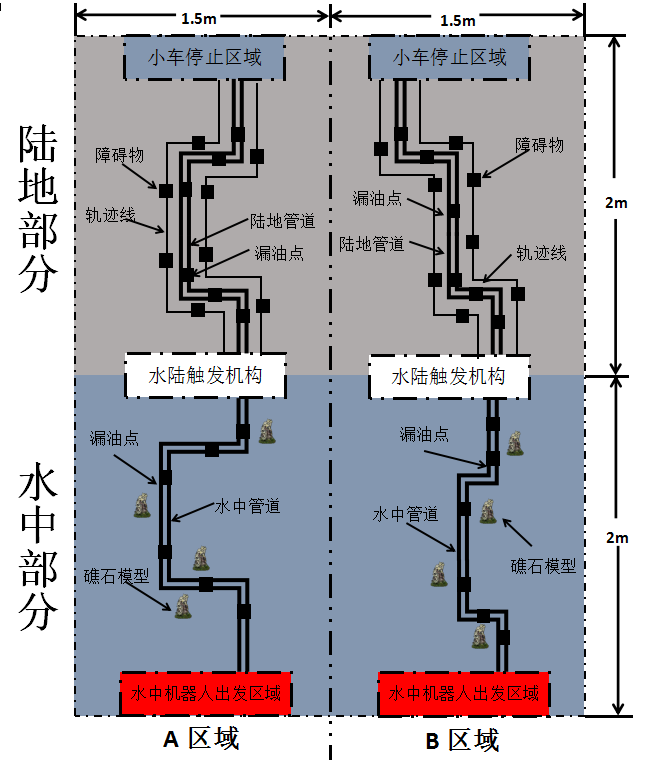 1.5m
1.5m
小车停止区域
小车停止区域
陆地部分
障碍物
轨迹线
陆地管道
漏油点
障碍物
漏油点
陆地管道
轨迹线
2m
水陆触发机构
水陆触发机构
水中部分
漏油点
水中管道
礁石模型
漏油点
水中管道
礁石模型
2m
水中机器人出发区域
水中机器人出发区域
A 区域
B 区域